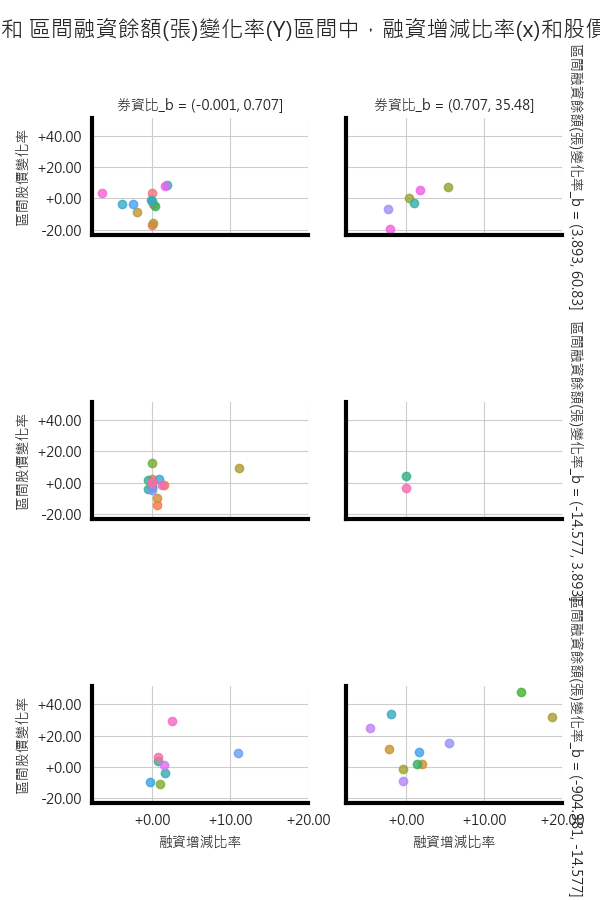 和 區間融資餘額(張)變化率(Y)區間中，融資增減比率(x)和股價
券資比_b = (-0.001, 0.707]
券資比_b = (0.707, 35.48]
區間股價變化率
+40.00
+20.00
+0.00
-20.00
區間融資餘額(張)變化率_b = (3.893, 60.83]
區間股價變化率
+40.00
+20.00
+0.00
-20.00
區間融資餘額(張)變化率_b = (-14.577, 3.893]
區間股價變化率
+40.00
+20.00
+0.00
-20.00
區間融資餘額(張)變化率_b = (-904.981, -14.577]
+0.00 +10.00 +20.00
+0.00 +10.00 +20.00
融資增減比率
融資增減比率